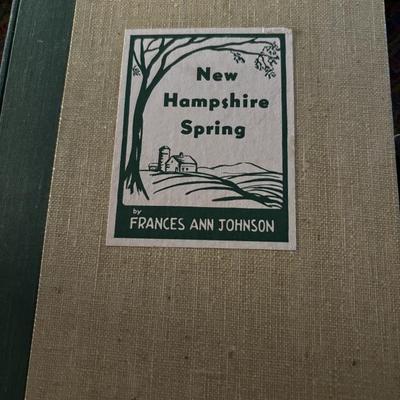 New
Hampshire
Spring
by
FRANCES ANN JOHNSON